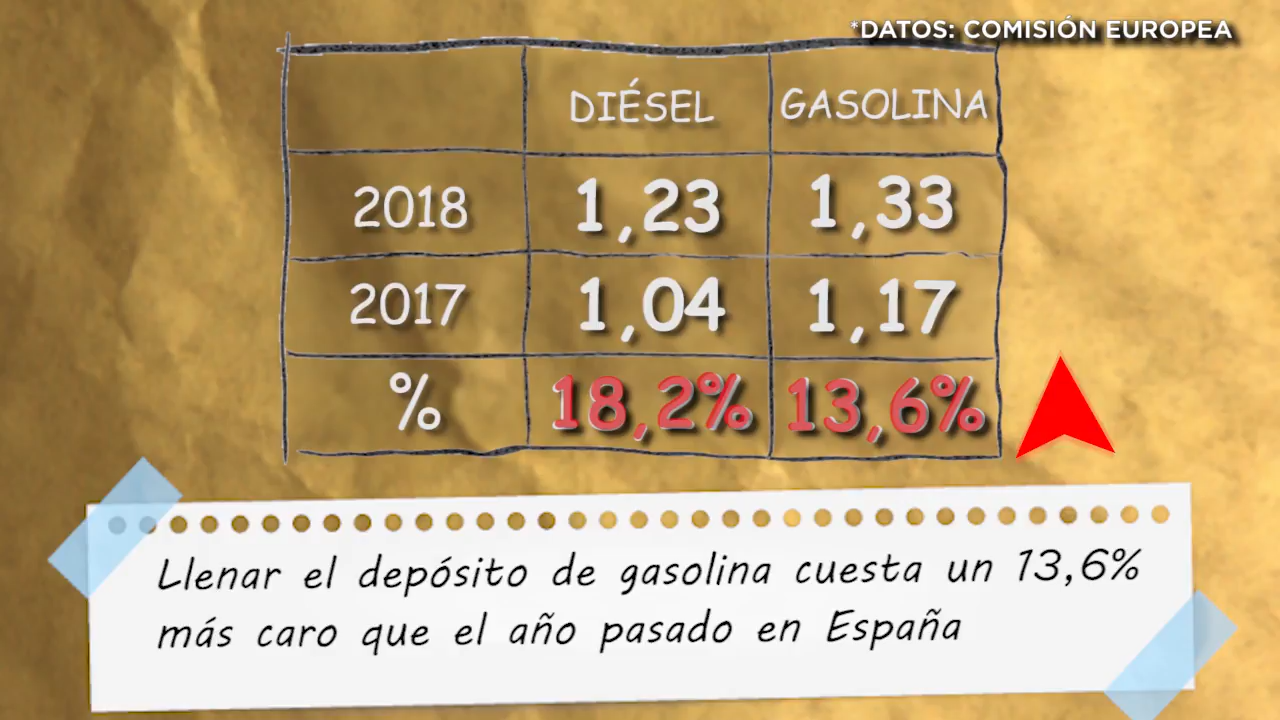 *DATOS: COMISIÓN EUROPEA
DIÉSEL GASOLINA
2018 1,23 1,33
2017 1,04 1,17
% 18,2% 13,6%
Llenar el depósito de gasolina cuesta un 13,6%
más caro que el año pasado en España